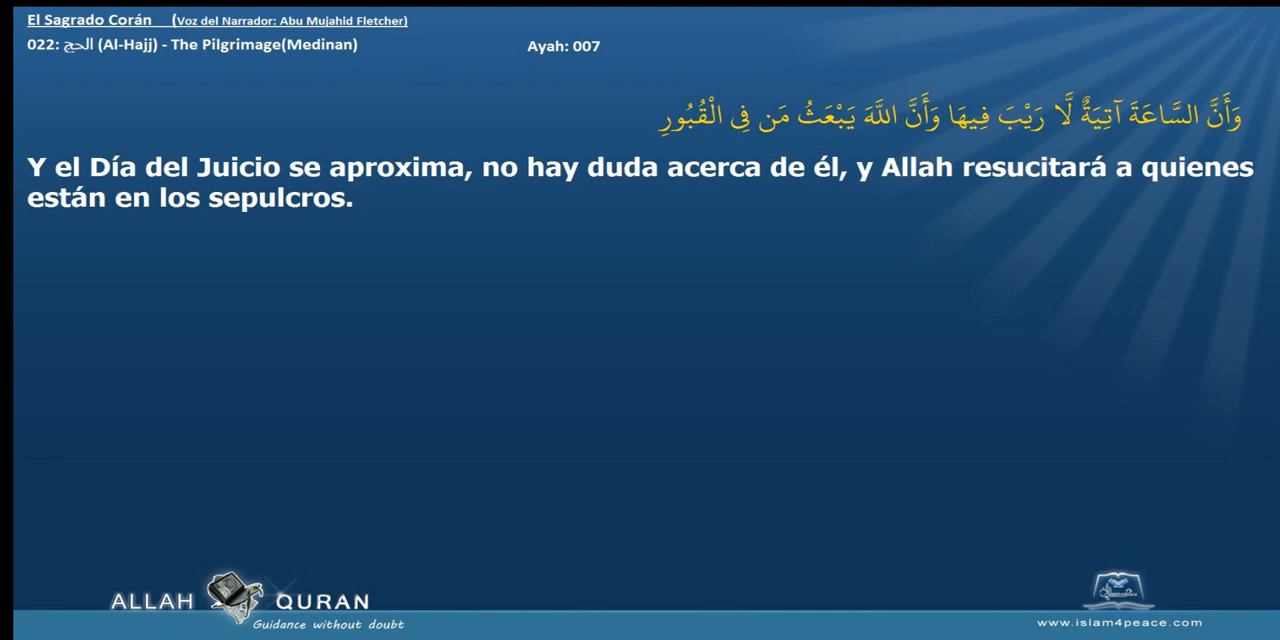 El Sagrado Corán (Voz del Narrador: Abu Mujahid Fletcher)
022: الحج (Al-Hajj) - The Pilgrimage(Medinan) Ayah: 007
وَأَنَّ السَّاعَةَ آتِيَةٌ لَّا رَيْبَ فِيهَا وَأَنَّ اللَّهَ يَبْعَثُ مَن فِي الْقُبُورِ
Y el Día del Juicio se aproxima, no hay duda acerca de él, y Allah resucitará a quienes
están en los sepulcros.
ALLAH QURAN
Guidance without doubt
www.islam4peace.com